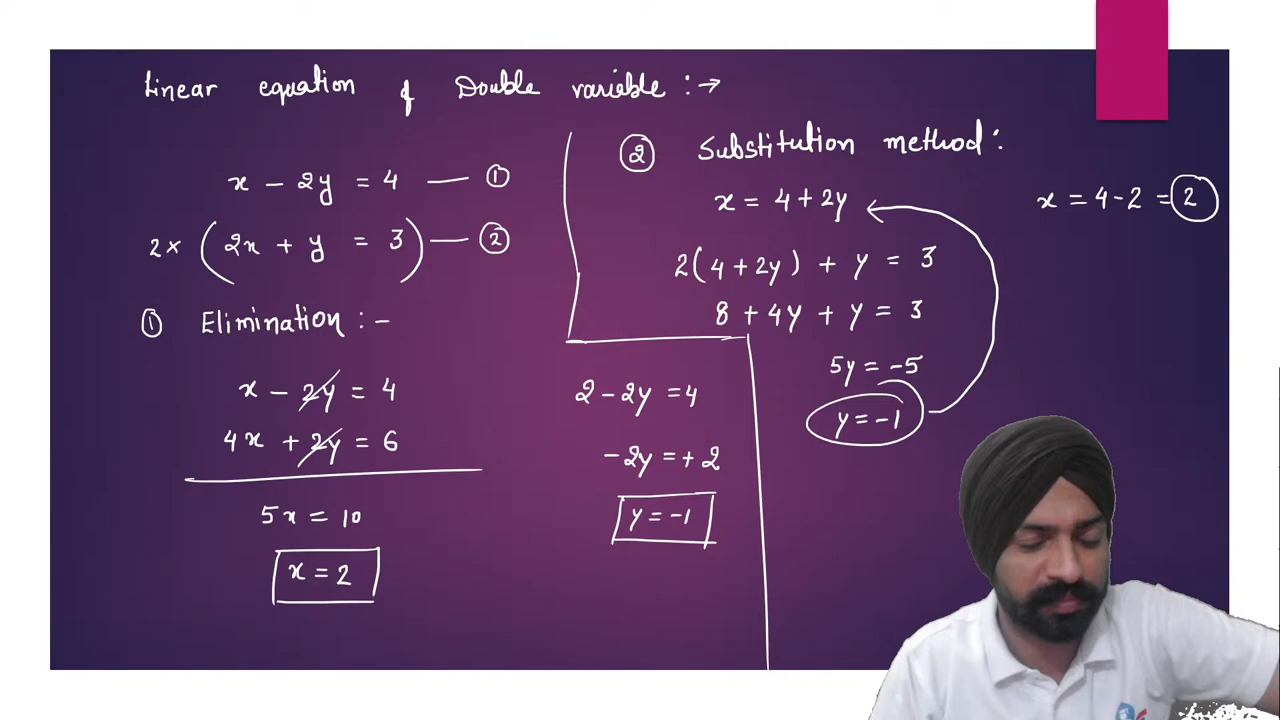 Linear equation of Double variable :→
x - 2y = 4 —— ①
2× (2x + y = 3) —— ②
① Elimination :-
x - 2y = 4
4x + 2y = 6
5x = 10
x = 2
2 - 2y = 4
-2y = +2
y = -1
② Substitution method:
x = 4 + 2y
2(4 + 2y) + y = 3
8 + 4y + y = 3
5y = -5
y = -1
x = 4 - 2 = 2